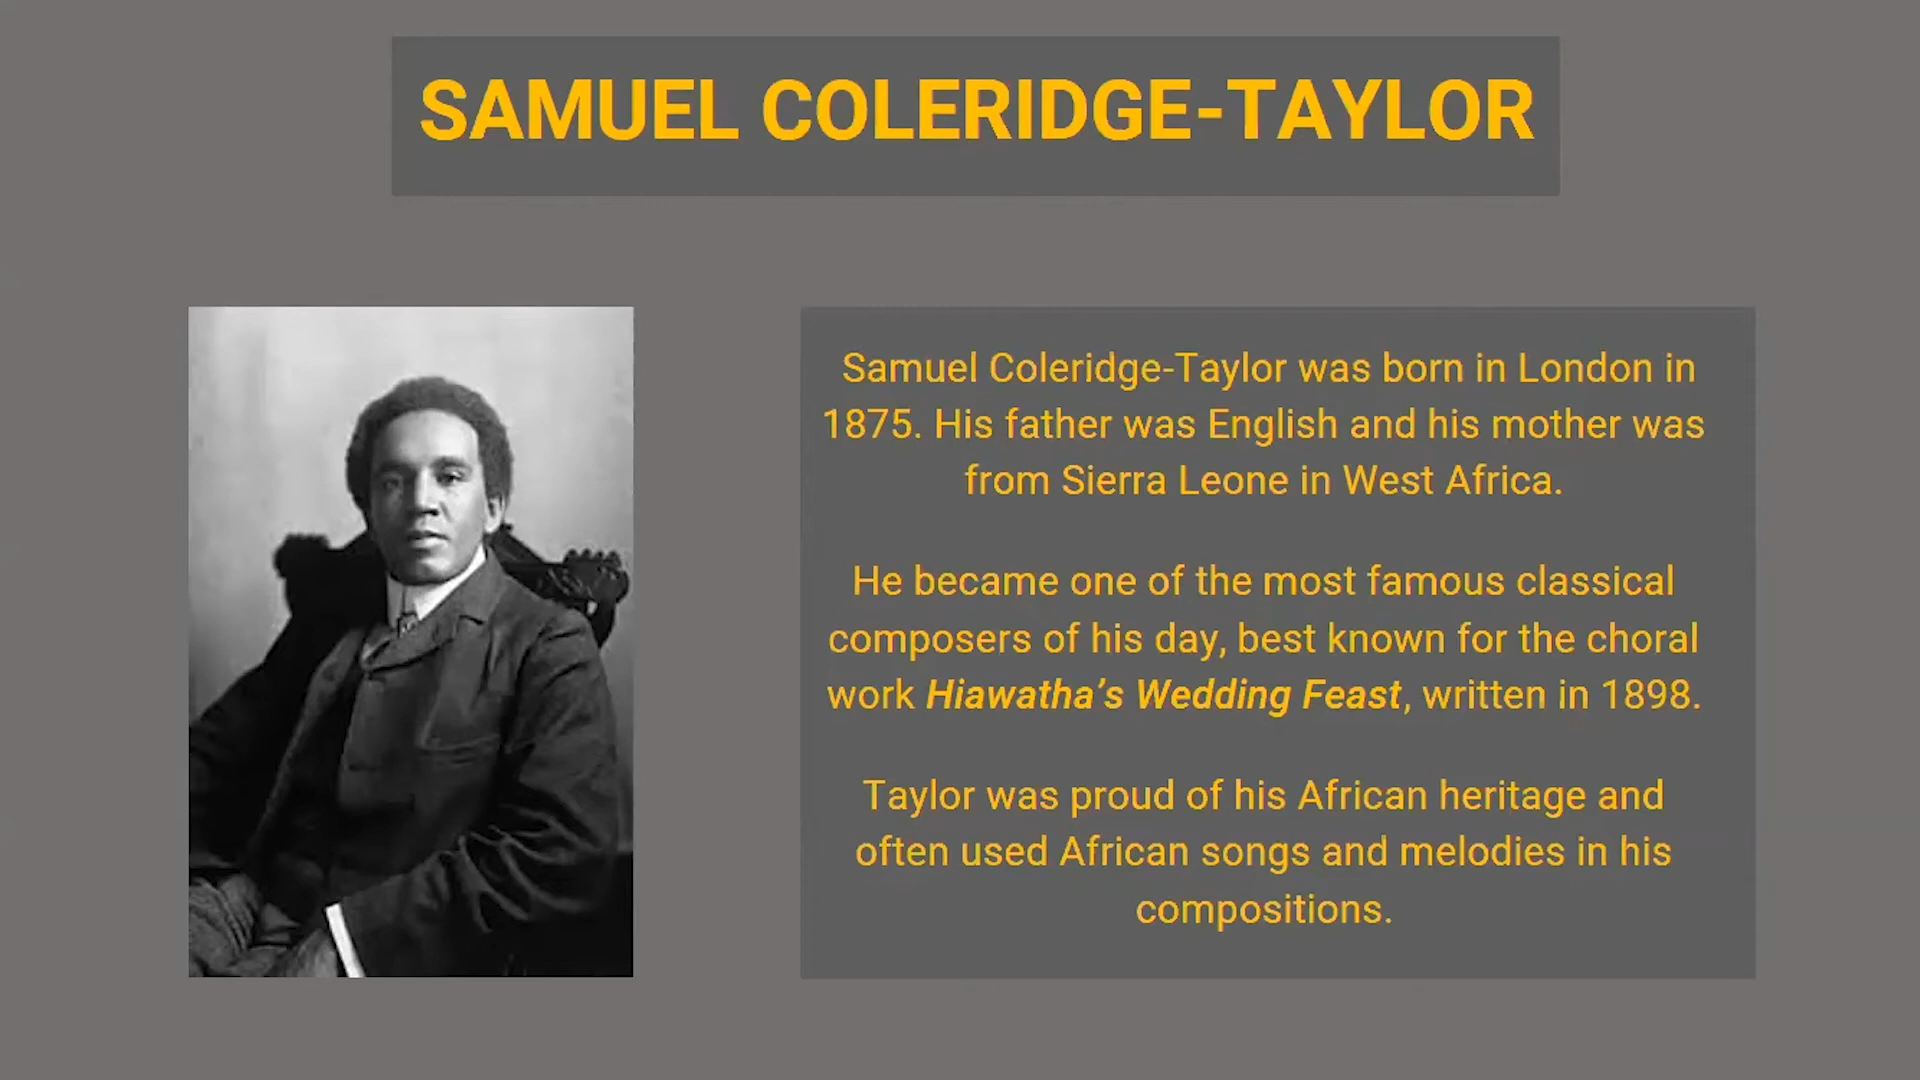 SAMUEL COLERIDGE-TAYLOR
Samuel Coleridge-Taylor was born in London in
1875. His father was English and his mother was
from Sierra Leone in West Africa.
He became one of the most famous classical
composers of his day, best known for the choral
work Hiawatha’s Wedding Feast, written in 1898.
Taylor was proud of his African heritage and
often used African songs and melodies in his
compositions.